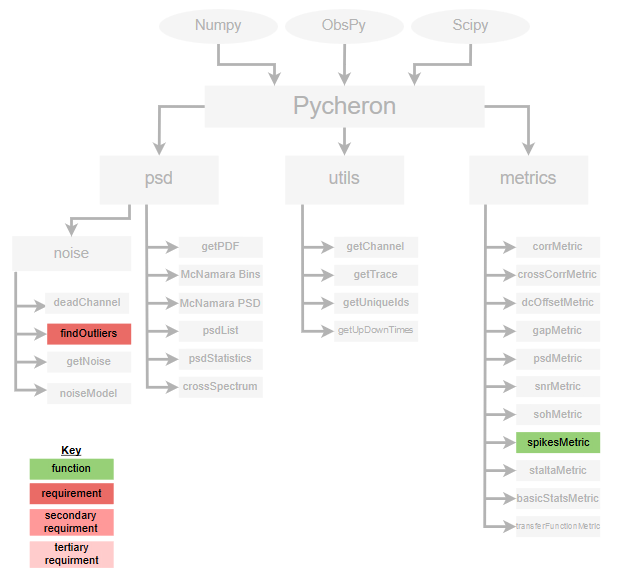 Numpy
ObsPy
Scipy
Pycheron
psd
utils
metrics
noise
deadChannel
findOutliers
getNoise
noiseModel
getPDF
McNamara Bins
McNamara PSD
psdList
psdStatistics
crossSpectrum
getChannel
getTrace
getUniqueIds
getUpDownTimes
corrMetric
crossCorrMetric
dcOffsetMetric
gapMetric
psdMetric
snrMetric
sohMetric
spikesMetric
staltaMetric
basicStatsMetric
transferFunctionMetric
Key
function
requirement
secondary
requirment
tertiary
requirment